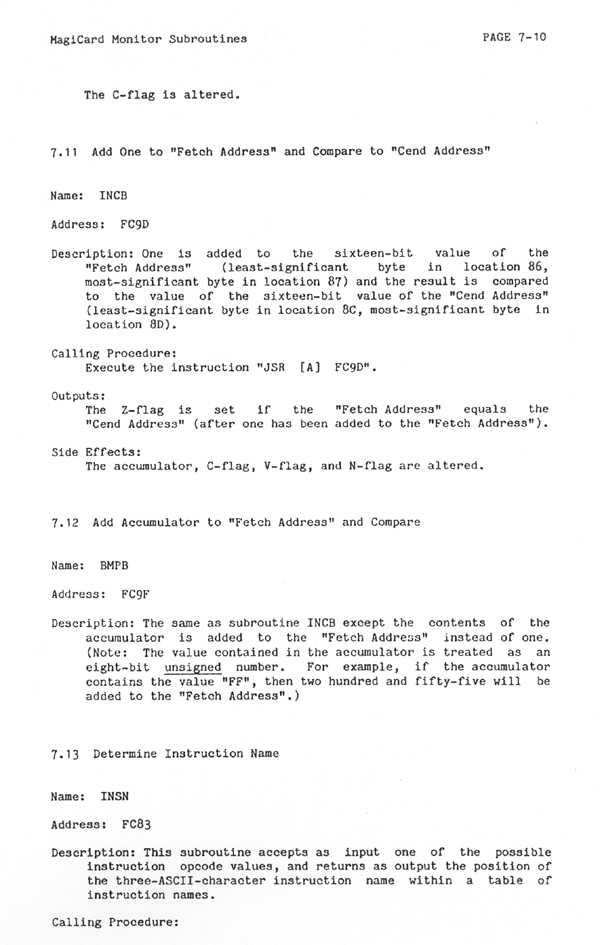 MagiCard Monitor Subroutines PAGE 7-10
The C-flag is altered.
7.11 Add One to "Fetch Address" and Compare to "Cend Address"
Name: INCB
Address: FC9D
Description: One is added to the sixteen-bit value of the
"Fetch Address" (least-significant byte in location 86,
most-significant byte in location 87) and the result is compared
to the value of the sixteen-bit value of the "Cend Address"
(least-significant byte in location 8C, most-significant byte in
location 8D).
Calling Procedure:
Execute the instruction "JSR [A] FC9D".
Outputs:
The Z-flag is set if the "Fetch Address" equals the
"Cend Address" (after one has been added to the "Fetch Address").
Side Effects:
The accumulator, C-flag, V-flag, and N-flag are altered.
7.12 Add Accumulator to "Fetch Address" and Compare
Name: BMPB
Address: FC9F
Description: The same as subroutine INCB except the contents of the
accumulator is added to the "Fetch Address" instead of one.
(Note: The value contained in the accumulator is treated as an
eight-bit unsigned number. For example, if the accumulator
contains the value "FF", then two hundred and fifty-five will be
added to the "Fetch Address".)
7.13 Determine Instruction Name
Name: INSN
Address: FC83
Description: This subroutine accepts as input one of the possible
instruction opcode values, and returns as output the position of
the three-ASCII-character instruction name within a table of
instruction names.
Calling Procedure: